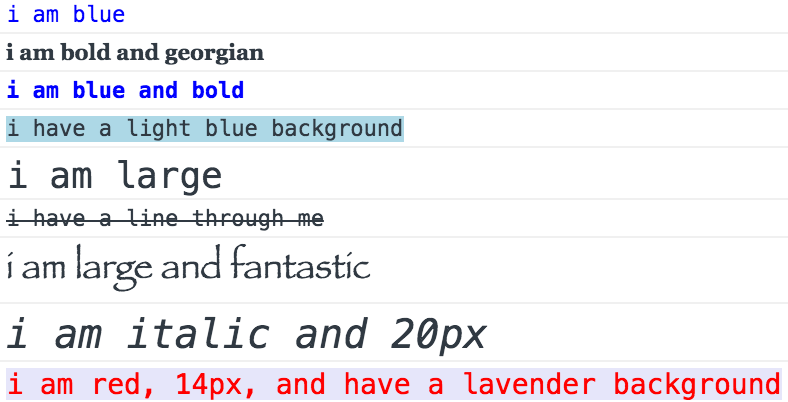 i am blue
i am bold and georgian
i am blue and bold
i have a light blue background
i am large
i have a line through me
i am large and fantastic
i am italic and 20px
i am red, 14px, and have a lavender background